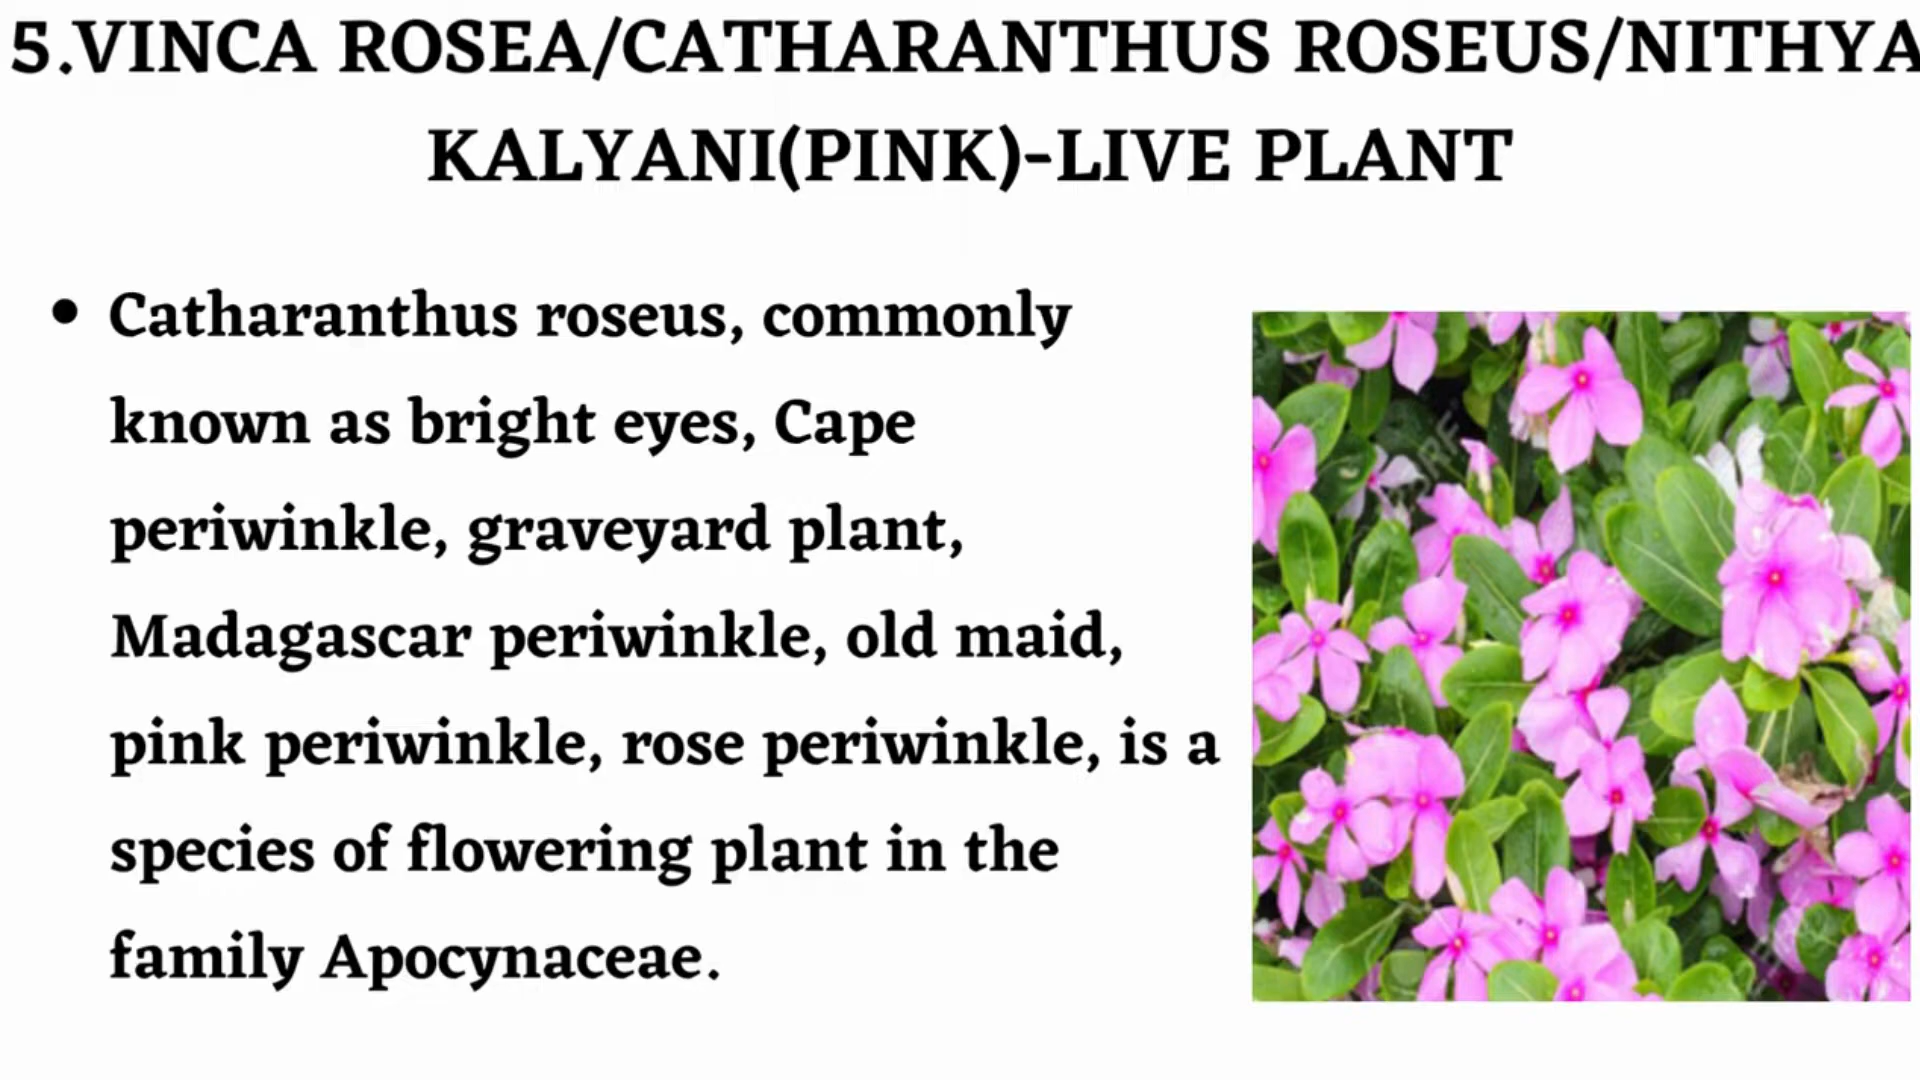 5.VINCA ROSEA/CATHARANTHUS ROSEUS/NITHYA
KALYANI(PINK)-LIVE PLANT
• Catharanthus roseus, commonly
known as bright eyes, Cape
periwinkle, graveyard plant,
Madagascar periwinkle, old maid,
pink periwinkle, rose periwinkle, is a
species of flowering plant in the
family Apocynaceae.